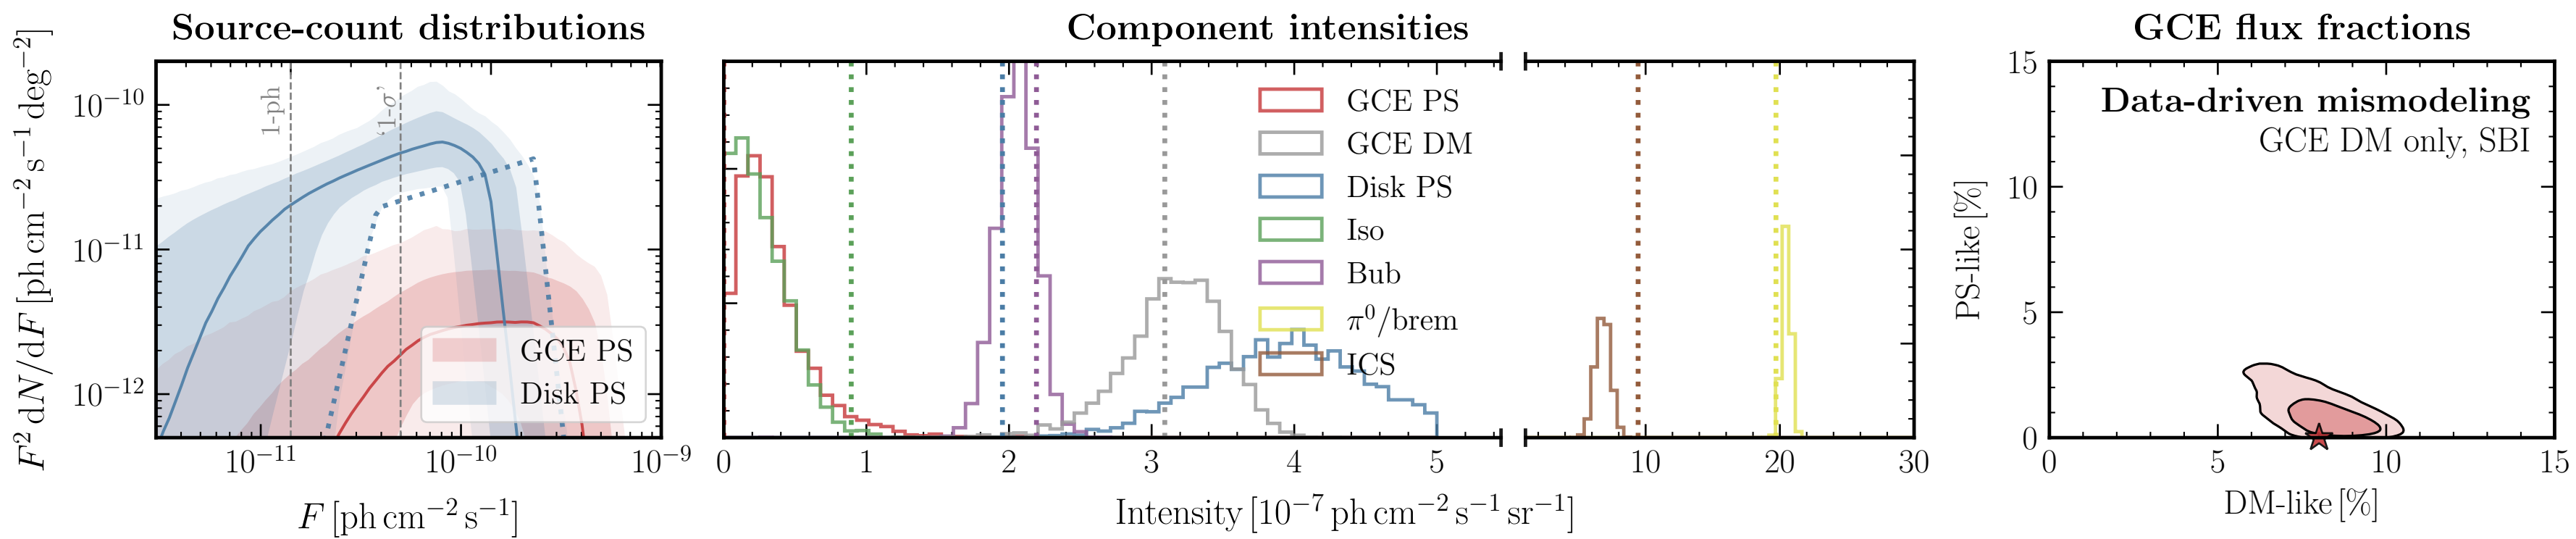 Source-count distributions
F² dN/dF [ph cm⁻² s⁻¹ deg⁻²]
10⁻¹⁰
10⁻¹¹
10⁻¹²
1-ph
‘1-σ’
GCE PS
Disk PS
10⁻¹¹
10⁻¹⁰
10⁻⁹
F [ph cm⁻² s⁻¹]
Component intensities
GCE PS
GCE DM
Disk PS
Iso
Bub
π⁰/brem
ICS
0
1
2
3
4
5
10
20
30
Intensity [10⁻⁷ ph cm⁻² s⁻¹ sr⁻¹]
GCE flux fractions
Data-driven mismodeling
GCE DM only, SBI
PS-like [%]
15
10
5
0
0
5
10
15
DM-like [%]